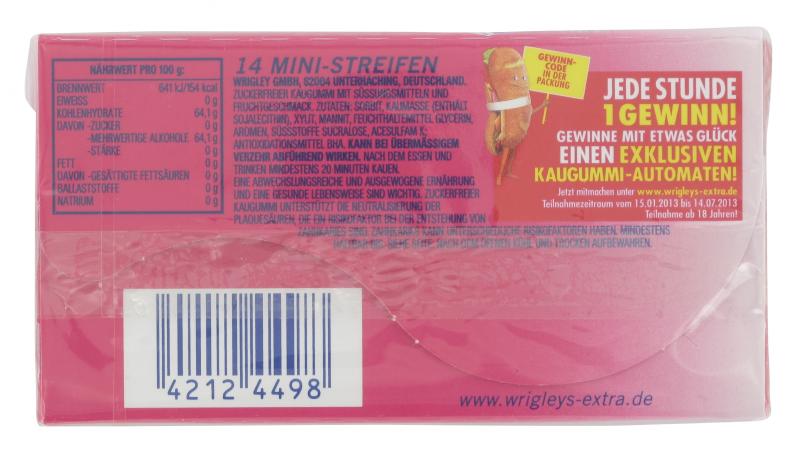 NÄHRWERT PRO 100 g:
BRENNWERT 641 kJ/154 kcal
EIWEISS 0 g
KOHLENHYDRATE 64,1 g
DAVON -ZUCKER 0 g
-MEHRWERTIGE ALKOHOLE 64,1 g
-STÄRKE 0 g
FETT 0 g
DAVON -GESÄTTIGTE FETTSÄUREN 0 g
BALLASTSTOFFE 0 g
NATRIUM 0 g
14 MINI-STREIFEN
WRIGLEY GMBH, 82004 UNTERHACHING, DEUTSCHLAND.
ZUCKERFREIER KAUGUMMI MIT SÜSSUNGSMITTELN UND
FRUCHTGESCHMACK. ZUTATEN: SORBIT, KAUMASSE (ENTHÄLT
SOJALECITHIN), XYLIT, MANNIT, FEUCHTHALTEMITTEL GLYCERIN,
AROMEN, SÜSSSTOFFE SUCRALOSE, ACESULFAM K;
ANTIOXIDATIONSMITTEL BHA. KANN BEI ÜBERMÄSSIGEM
VERZEHR ABFÜHREND WIRKEN. NACH DEM ESSEN UND
TRINKEN MINDESTENS 20 MINUTEN KAUEN.
EINE ABWECHSLUNGSREICHE UND AUSGEWOGENE ERNÄHRUNG
UND EINE GESUNDE LEBENSWEISE SIND WICHTIG. ZUCKERFREIER
KAUGUMMI UNTERSTÜTZT DIE NEUTRALISIERUNG DER
PLAQUESÄUREN, DIE EIN RISIKOFAKTOR BEI DER ENTSTEHUNG VON
ZAHNKARIES SIND. ZAHNKARIES KANN UNTERSCHIEDLICHE RISIKOFAKTOREN HABEN. MINDESTENS
HALTBAR BIS: SIEHE SEITE. NACH DEM ÖFFNEN KÜHL UND TROCKEN AUFBEWAHREN.
GEWINN-
CODE
IN DER
PACKUNG
JEDE STUNDE
1 GEWINN!
GEWINNE MIT ETWAS GLÜCK
EINEN EXKLUSIVEN
KAUGUMMI-AUTOMATEN!
Jetzt mitmachen unter www.wrigleys-extra.de
Teilnahmezeitraum vom 15.01.2013 bis 14.07.2013
Teilnahme ab 18 Jahren!
4212 4498
www.wrigleys-extra.de